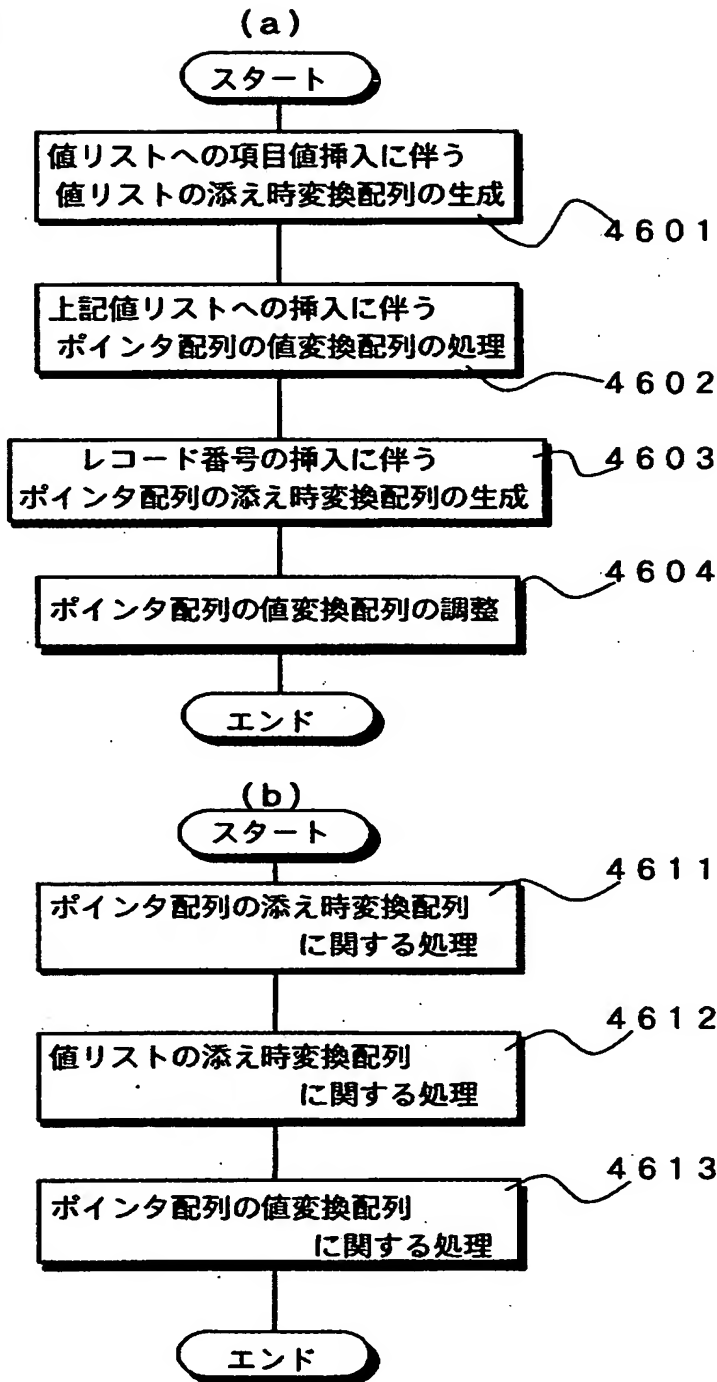 (a)
スタート
値リストへの項目値挿入に伴う
値リストの添え時変換配列の生成
4601
上記値リストへの挿入に伴う
ポインタ配列の値変換配列の処理
4602
レコード番号の挿入に伴う
ポインタ配列の添え時変換配列の生成
4603
ポインタ配列の値変換配列の調整
4604
エンド
(b)
スタート
ポインタ配列の添え時変換配列
に関する処理
4611
値リストの添え時変換配列
に関する処理
4612
ポインタ配列の値変換配列
に関する処理
4613
エンド